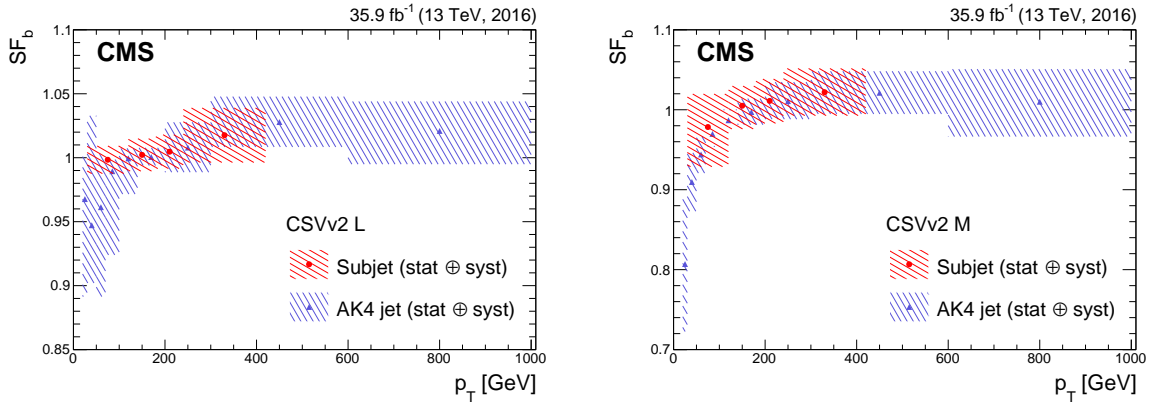 35.9 fb⁻¹ (13 TeV, 2016)
SF_b
1.1
1.05
1
0.95
0.9
0.85
CMS
CSVv2 L
Subjet (stat ⊕ syst)
AK4 jet (stat ⊕ syst)
0 200 400 600 800 1000
p_T [GeV]
35.9 fb⁻¹ (13 TeV, 2016)
SF_b
1.1
1
0.9
0.8
0.7
CMS
CSVv2 M
Subjet (stat ⊕ syst)
AK4 jet (stat ⊕ syst)
0 200 400 600 800 1000
p_T [GeV]